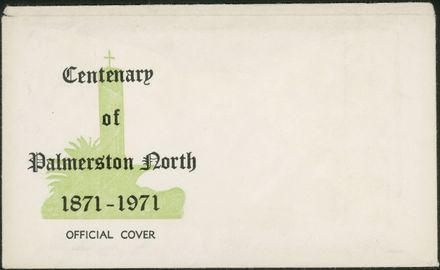 Centenary
of
Palmerston North
1871-1971
OFFICIAL COVER